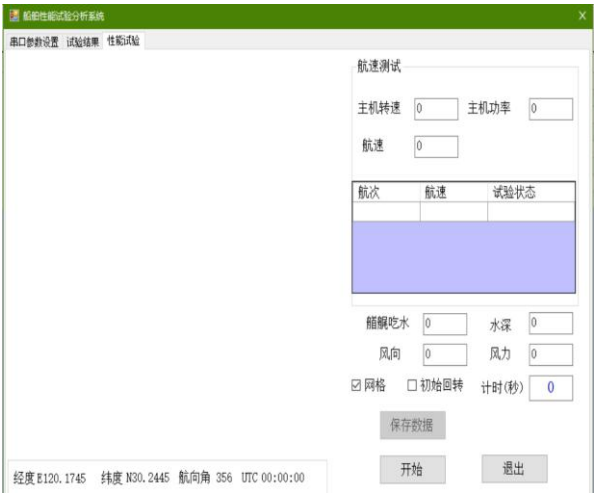 船舶性能试验分析系统
串口参数设置 试验结果 性能试验
航速测试
主机转速 0 主机功率 0
航速 0
航次 航速 试验状态
艏艉吃水 0 水深 0
风向 0 风力 0
网格 初始回转 计时(秒) 0
保存数据
开始 退出
经度 E120.1745 纬度 N30.2445 航向角 356 UTC 00:00:00